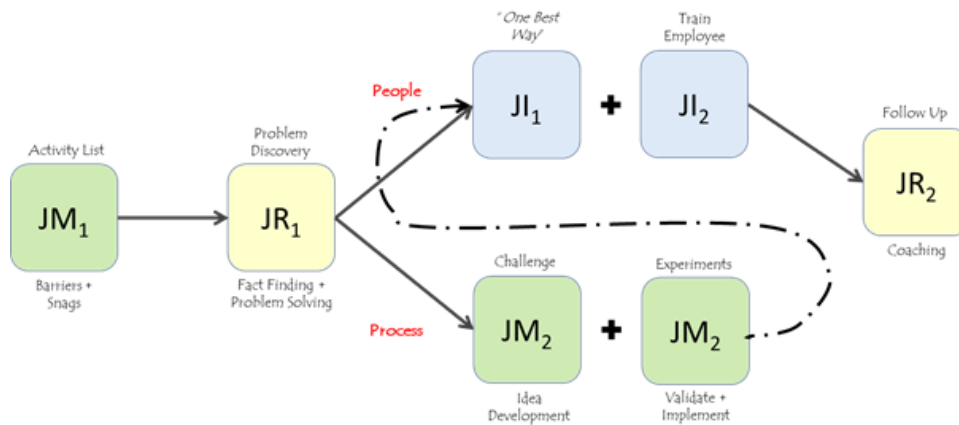 Activity List
JM₁
Barriers +
Snags
Problem
Discovery
JR₁
Fact Finding +
Problem Solving
People
Process
"One Best
Way
JI₁
+
Train
Employee
JI₂
Challenge
JM₂
Idea
Development
+
Experiments
JM₂
Validate +
Implement
Follow Up
JR₂
Coaching